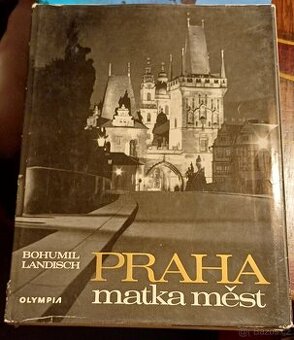 BOHUMIL
LANDISCH
PRAHA
matka měst
OLYMPIA